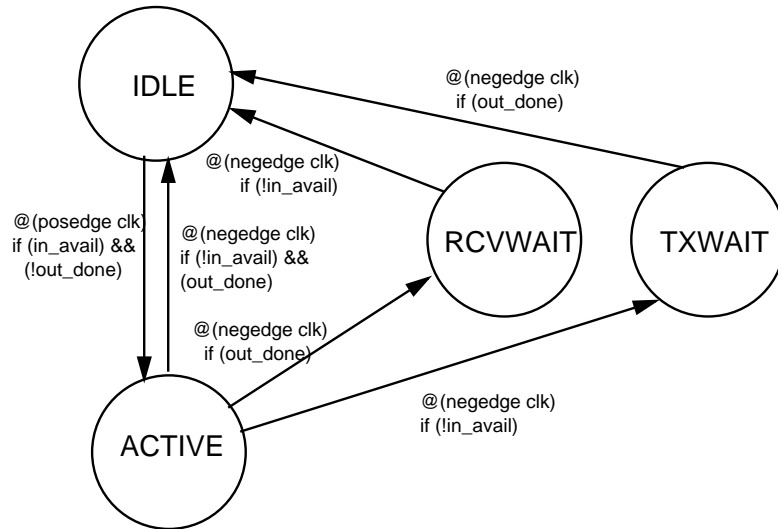 IDLE
@(negedge clk)
if (out_done)
@(negedge clk)
if (!in_avail)
@(posedge clk)
if (in_avail) &&
(!out_done)
@(negedge clk)
if (!in_avail) &&
(out_done)
RCVWAIT
TXWAIT
@(negedge clk)
if (out_done)
@(negedge clk)
if (!in_avail)
ACTIVE